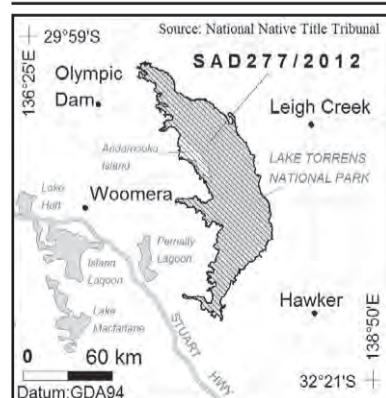 Source: National Native Title Tribunal
29°59'S
136°25'E
SAD277/2012
Olympic
Dam
Leigh Creek
Andamooka
Island
LAKE TORRENS
NATIONAL PARK
Lake
Hart
Woomera
Pernatty
Lagoon
Island
Lagoon
Hawker
Lake
Macfarlane
STUART
HWY
0 60 km
138°50'E
32°21'S
Datum:GDA94